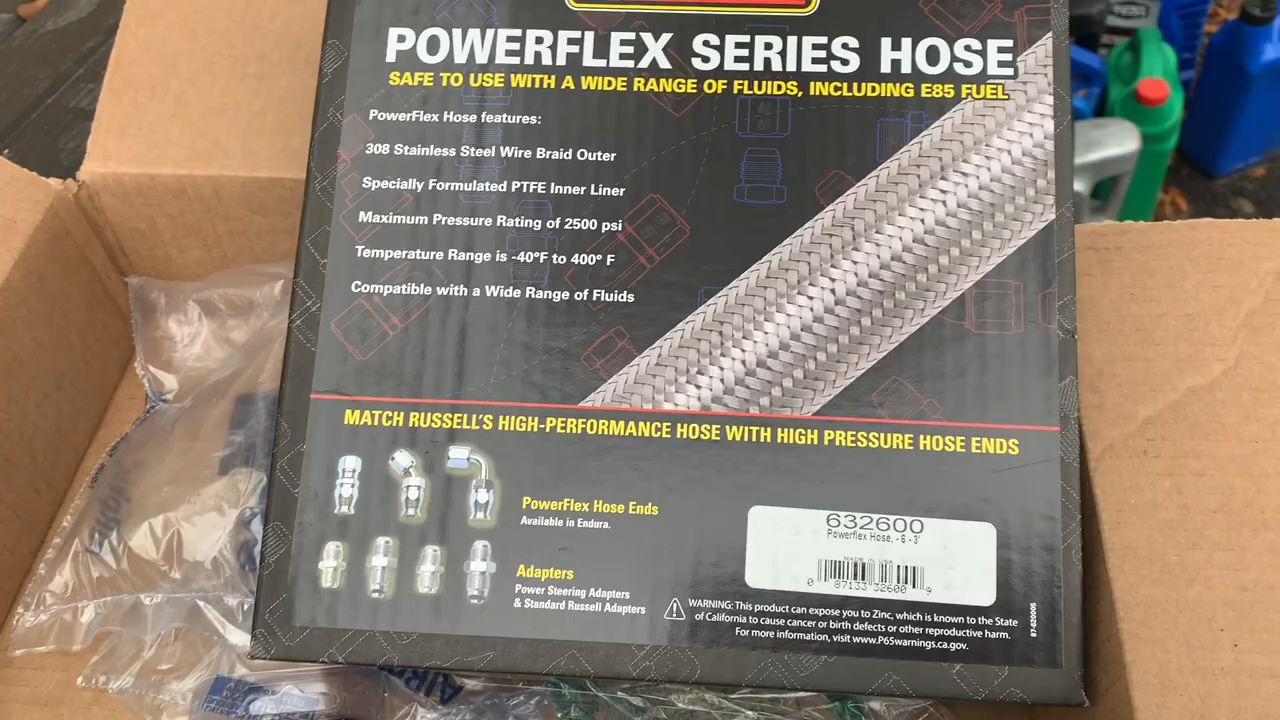 POWERFLEX SERIES HOSE
SAFE TO USE WITH A WIDE RANGE OF FLUIDS, INCLUDING E85 FUEL
PowerFlex Hose features:
308 Stainless Steel Wire Braid Outer
Specially Formulated PTFE Inner Liner
Maximum Pressure Rating of 2500 psi
Temperature Range is -40°F to 400° F
Compatible with a Wide Range of Fluids
MATCH RUSSELL'S HIGH-PERFORMANCE HOSE WITH HIGH PRESSURE HOSE ENDS
PowerFlex Hose Ends
Available in Endura.
Adapters
Power Steering Adapters
& Standard Russell Adapters
632600
Powerflex Hose, - 6 - 3'
MADE IN USA
0 87133 32600 9
WARNING: This product can expose you to Zinc, which is known to the State
of California to cause cancer or birth defects or other reproductive harm.
For more information, visit www.P65warnings.ca.gov.
87-620005